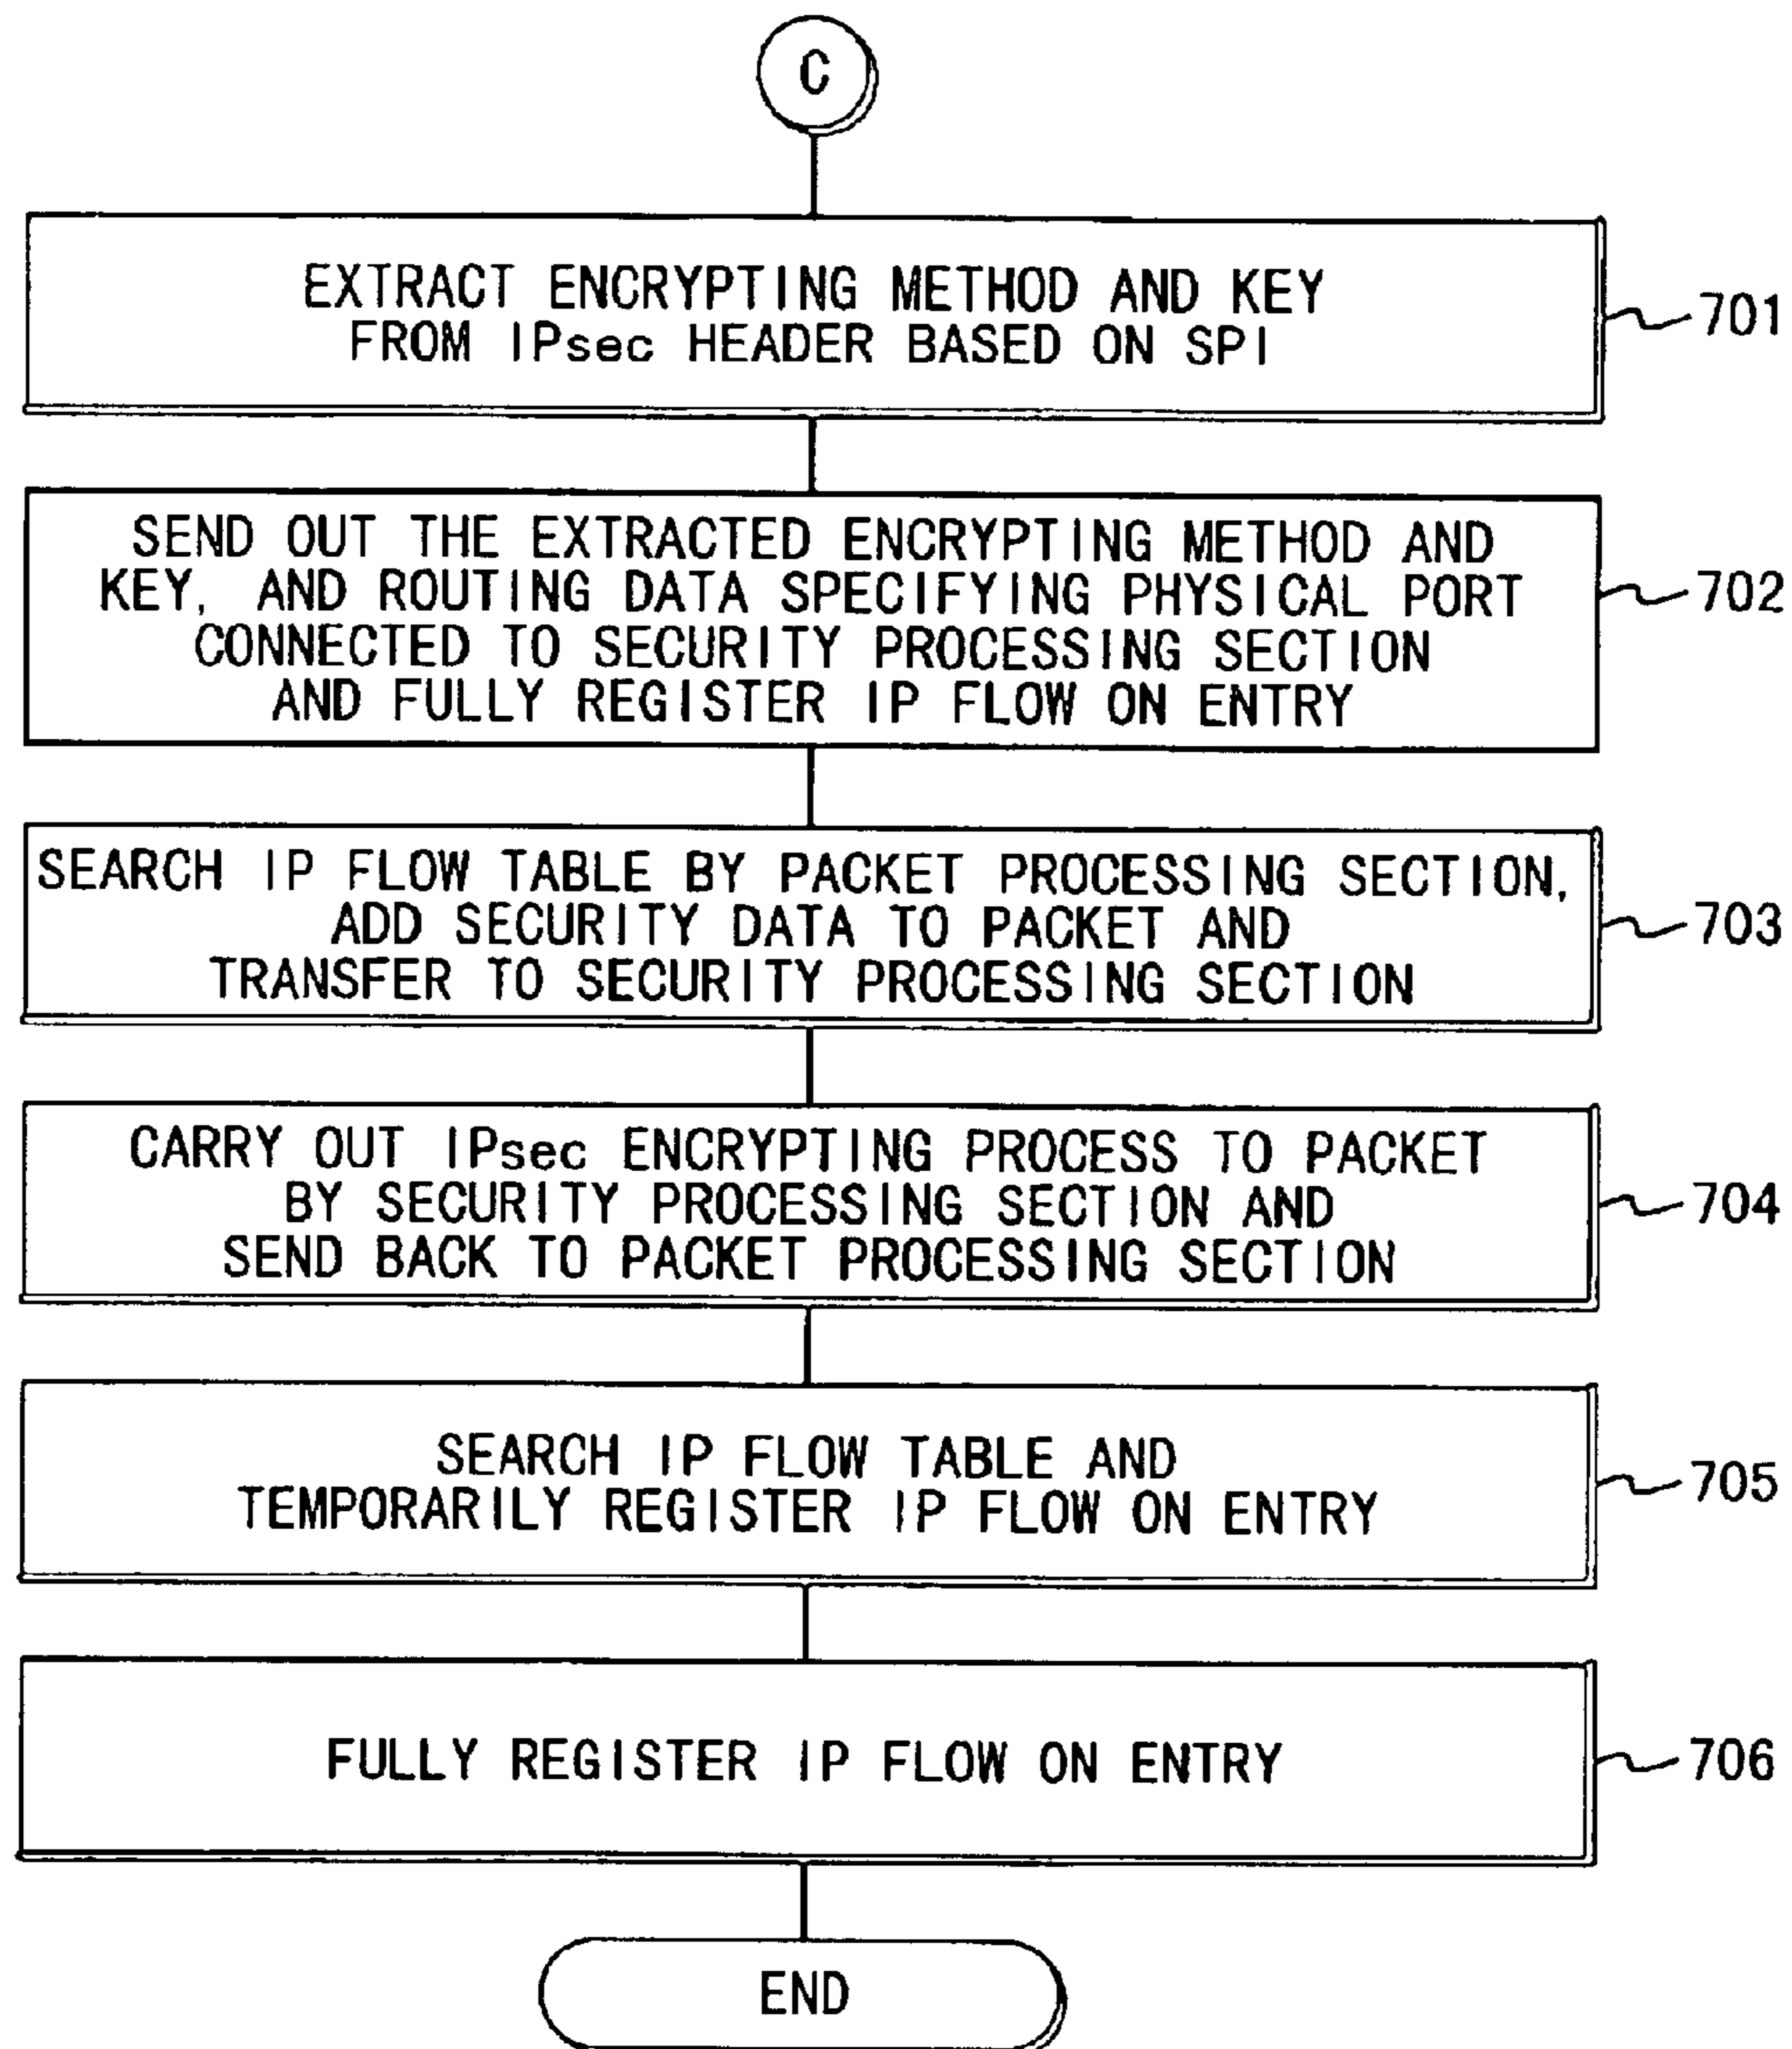 C
EXTRACT ENCRYPTING METHOD AND KEY
FROM IPsec HEADER BASED ON SPI
701
SEND OUT THE EXTRACTED ENCRYPTING METHOD AND
KEY, AND ROUTING DATA SPECIFYING PHYSICAL PORT
CONNECTED TO SECURITY PROCESSING SECTION
AND FULLY REGISTER IP FLOW ON ENTRY
702
SEARCH IP FLOW TABLE BY PACKET PROCESSING SECTION,
ADD SECURITY DATA TO PACKET AND
TRANSFER TO SECURITY PROCESSING SECTION
703
CARRY OUT IPsec ENCRYPTING PROCESS TO PACKET
BY SECURITY PROCESSING SECTION AND
SEND BACK TO PACKET PROCESSING SECTION
704
SEARCH IP FLOW TABLE AND
TEMPORARILY REGISTER IP FLOW ON ENTRY
705
FULLY REGISTER IP FLOW ON ENTRY
706
END